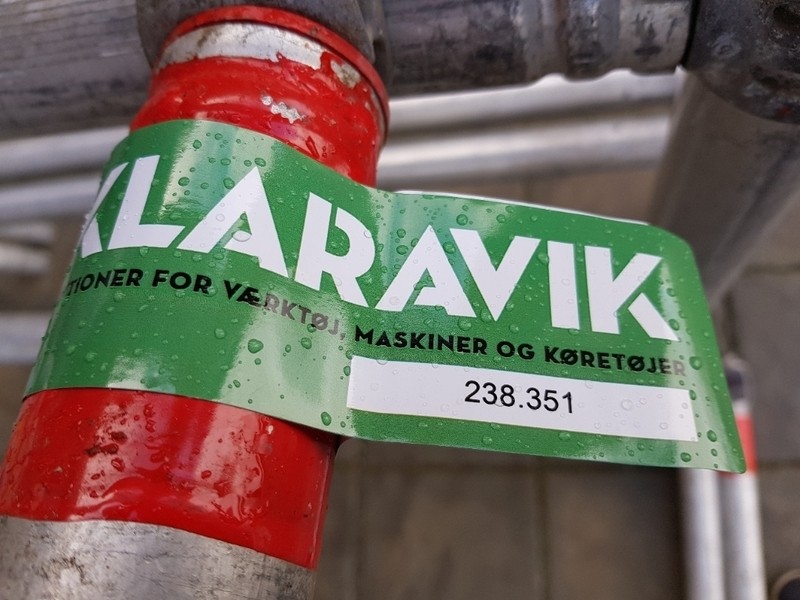 KLARAVIK
TIONER FOR VÆRKTØJ, MASKINER OG KØRETØJER
238.351